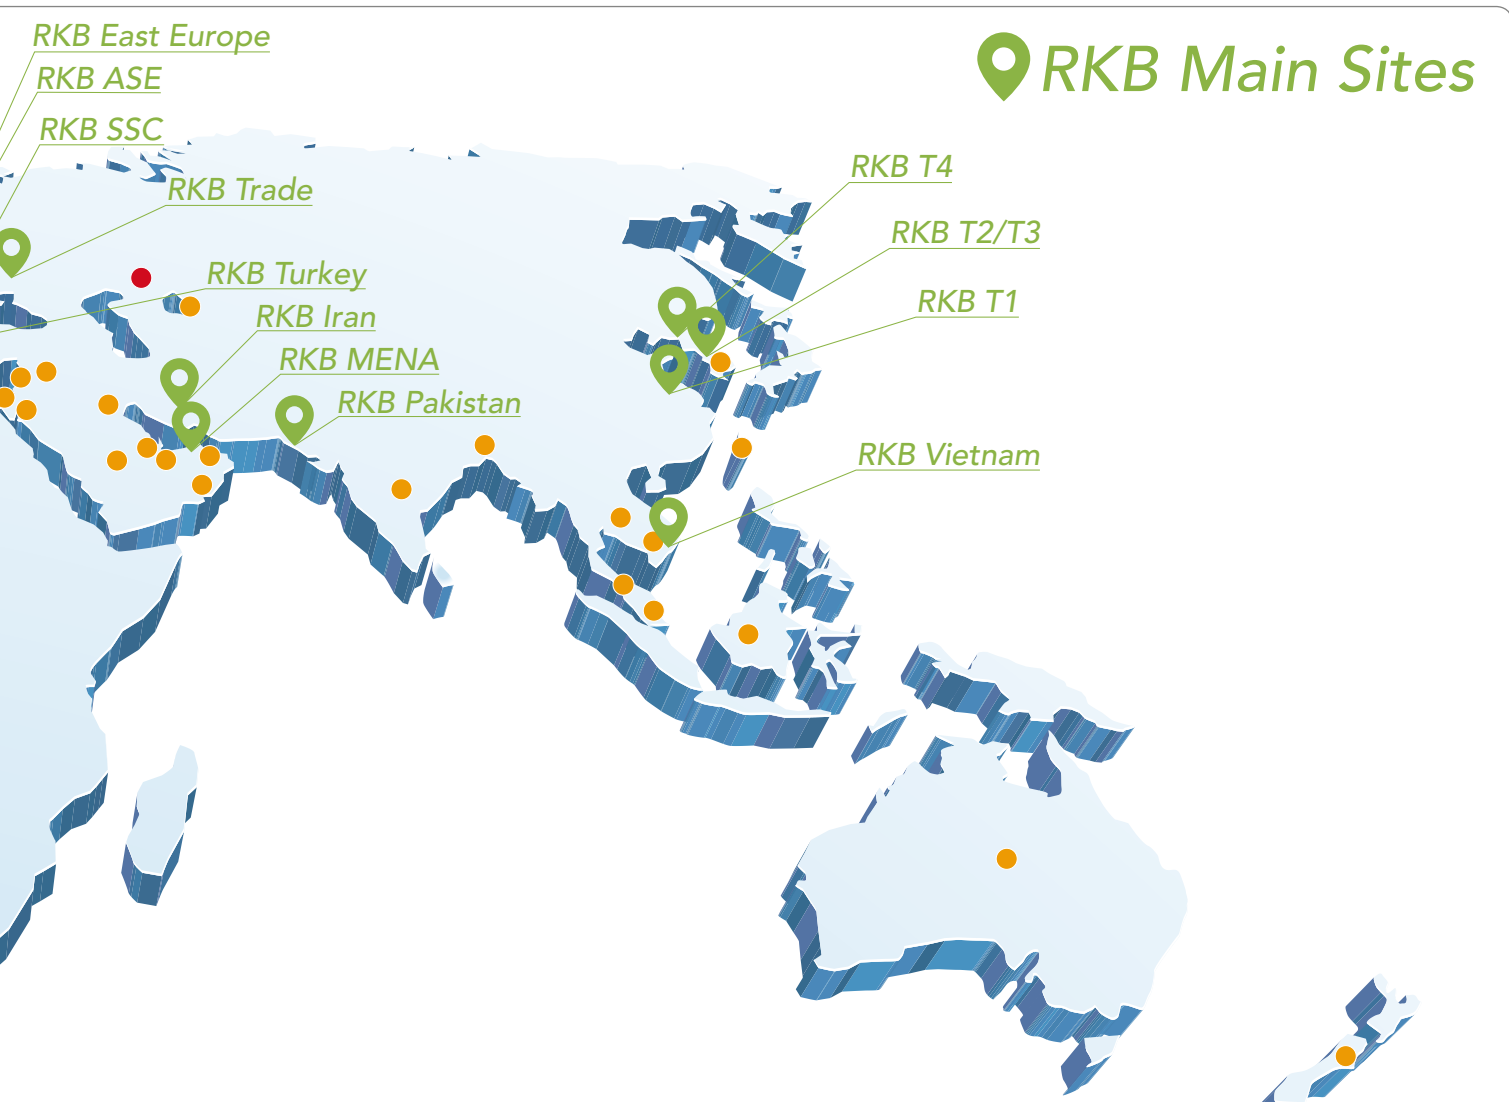 RKB East Europe
RKB Main Sites
RKB ASE
RKB SSC
RKB T4
RKB Trade
RKB T2/T3
RKB Turkey
RKB T1
RKB Iran
RKB MENA
RKB Pakistan
RKB Vietnam